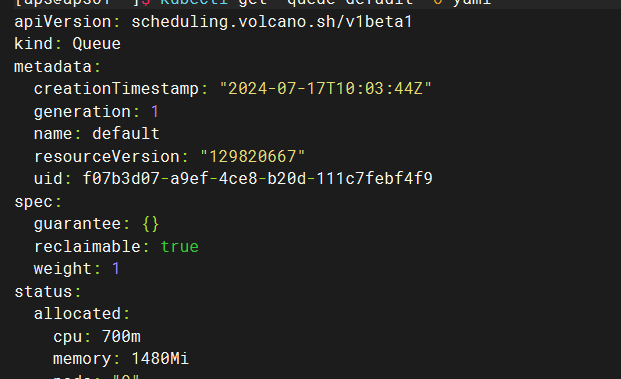 [aps@aps01 ~]$ kubectl get queue default -o yaml
apiVersion: scheduling.volcano.sh/v1beta1
kind: Queue
metadata:
  creationTimestamp: "2024-07-17T10:03:44Z"
  generation: 1
  name: default
  resourceVersion: "129820667"
  uid: f07b3d07-a9ef-4ce8-b20d-111c7febf4f9
spec:
  guarantee: {}
  reclaimable: true
  weight: 1
status:
  allocated:
    cpu: 700m
    memory: 1480Mi